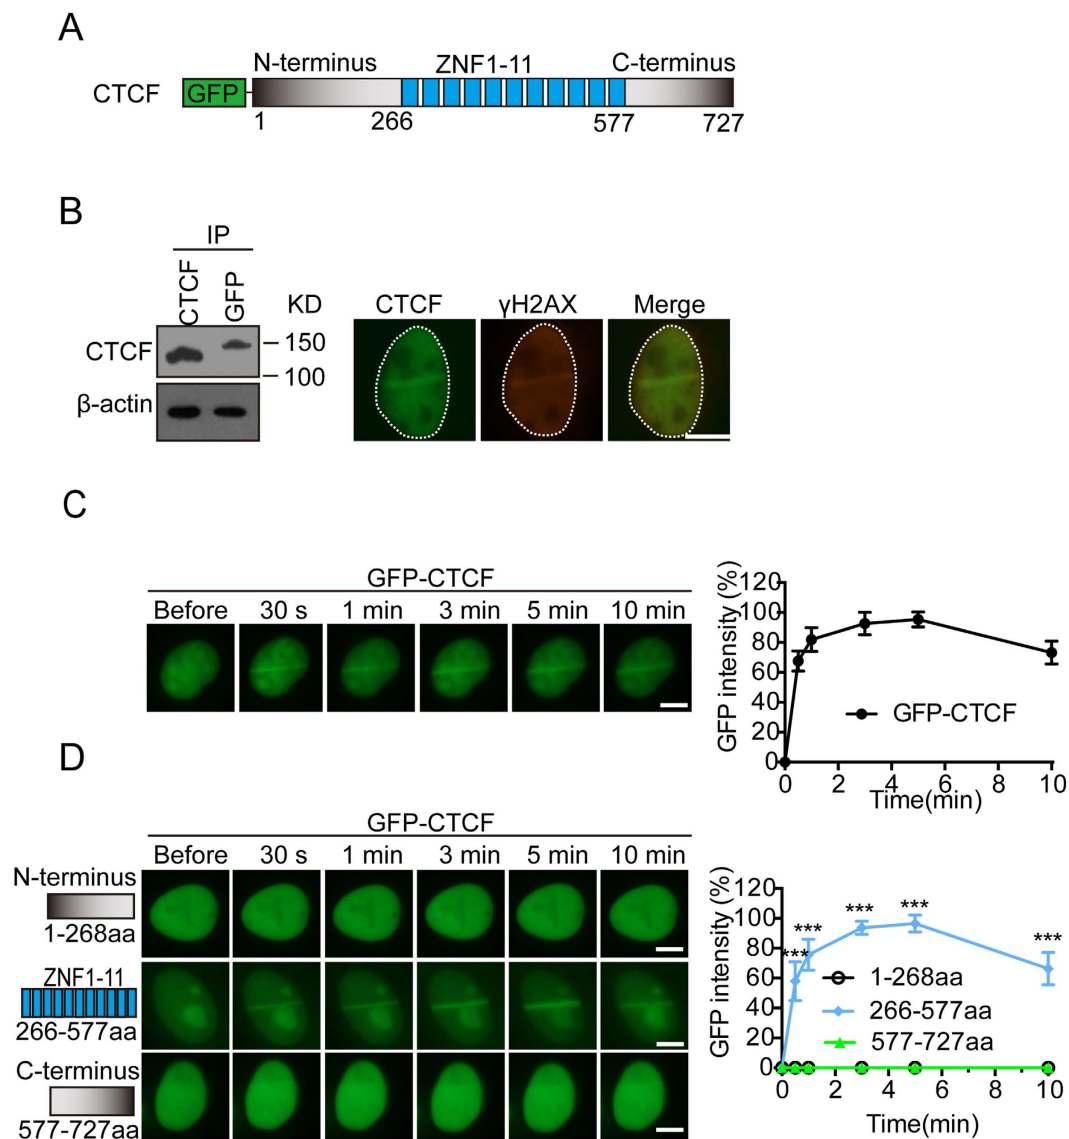 A
N-terminus ZNF1-11 C-terminus
CTCF GFP
1 266 577 727
B
IP
CTCF GFP KD CTCF γH2AX Merge
CTCF 150
100
β-actin
C
GFP-CTCF
Before 30 s 1 min 3 min 5 min 10 min
GFP intensity (%)
120
100
80
60
40
20
0
GFP-CTCF
0 2 4 6 8 10
Time(min)
D
GFP-CTCF
Before 30 s 1 min 3 min 5 min 10 min
N-terminus
1-268aa
ZNF1-11
266-577aa
C-terminus
577-727aa
GFP intensity (%)
120
100
80
60
40
20
0
*** *** *** *** ***
1-268aa
266-577aa
577-727aa
0 2 4 6 8 10
Time(min)